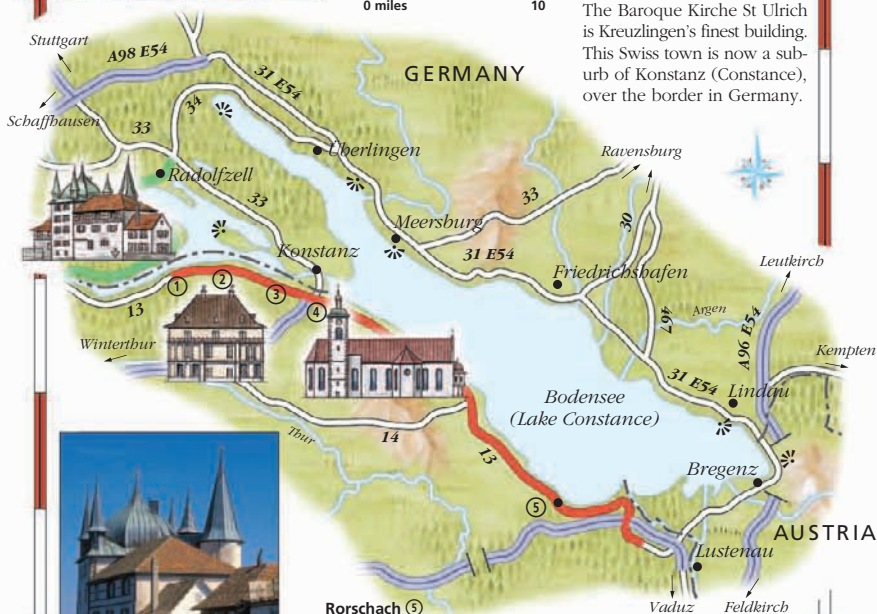 0 miles 10
The Baroque Kirche St Ulrich
is Kreuzlingen's finest building.
This Swiss town is now a sub-
urb of Konstanz (Constance),
over the border in Germany.
Stuttgart
A98 E54
31 E54
GERMANY
Schaffhausen
34
33
Überlingen
Ravensburg
Radolfzell
33
33
30
Meersburg
Konstanz
31 E54
Leutkirch
Friedrichshafen
1
2
3
4
13
Argen
467
A96 E54
Winterthur
Kempten
31 E54
Lindau
Bodensee
(Lake Constance)
Thur
14
13
Bregenz
5
AUSTRIA
Lustenau
Rorschach 5
Vaduz
Feldkirch